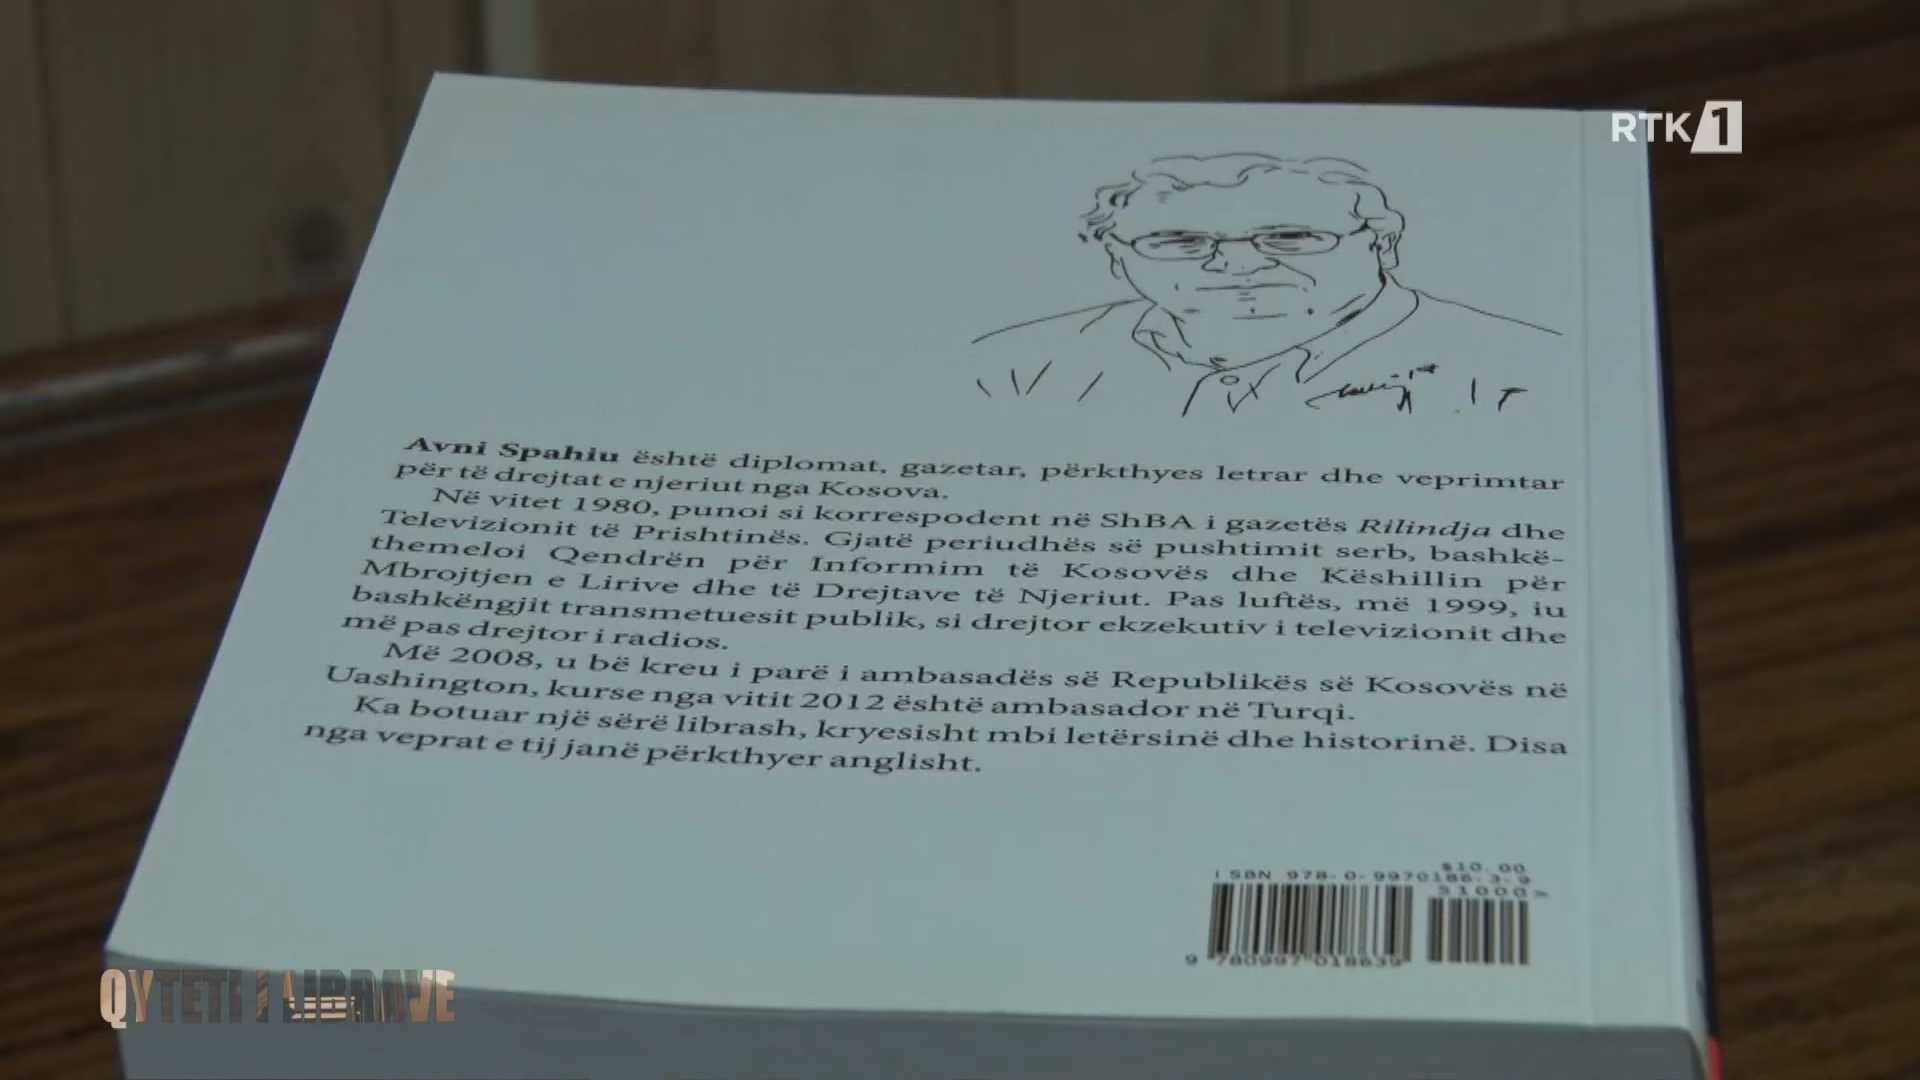 RTK 1
Avni Spahiu është diplomat, gazetar, përkthyes letrar dhe veprimtar
për të drejtat e njeriut nga Kosova.
Në vitet 1980, punoi si korrespodent në ShBA i gazetës Rilindja dhe
Televizionit të Prishtinës. Gjatë periudhës së pushtimit serb, bashkë-
themeloi Qendrën për Informim të Kosovës dhe Këshillin për
Mbrojtjen e Lirive dhe të Drejtave të Njeriut. Pas luftës, më 1999, iu
bashkëngjit transmetuesit publik, si drejtor ekzekutiv i televizionit dhe
më pas drejtor i radios.
Më 2008, u bë kreu i parë i ambasadës së Republikës së Kosovës në
Uashington, kurse nga vitit 2012 është ambasador në Turqi.
Ka botuar një sërë librash, kryesisht mbi letërsinë dhe historinë. Disa
nga veprat e tij janë përkthyer anglisht.
$10.00
ISBN 978-0-9970186-3-9
51000>
9 780997 018639
QYTETI I LIBRAVE